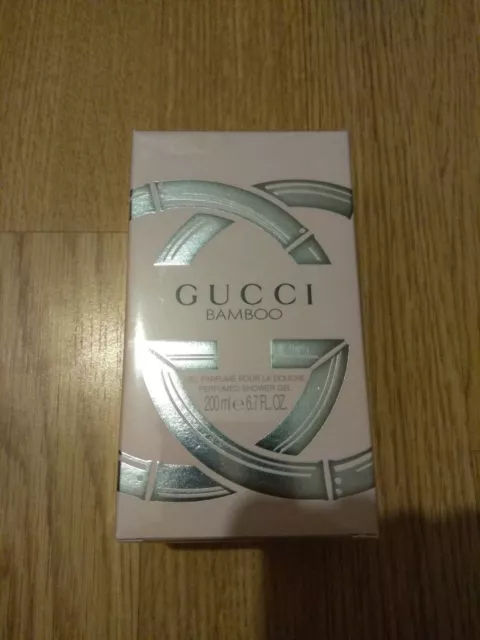 GUCCI
BAMBOO
GEL PARFUMÉ POUR LA DOUCHE
PERFUMED SHOWER GEL
200 ml e 6.7 FL.OZ.